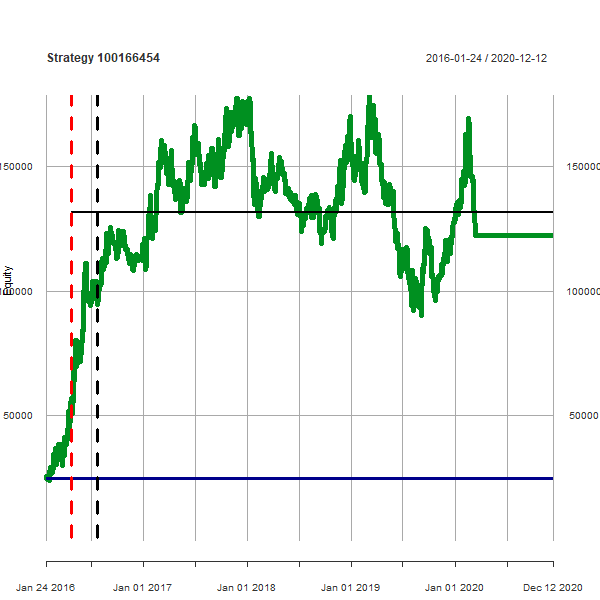 Strategy 100166454
2016-01-24 / 2020-12-12
150000
150000
equity
100000
100000
50000
50000
Jan 24 2016
Jan 01 2017
Jan 01 2018
Jan 01 2019
Jan 01 2020
Dec 12 2020